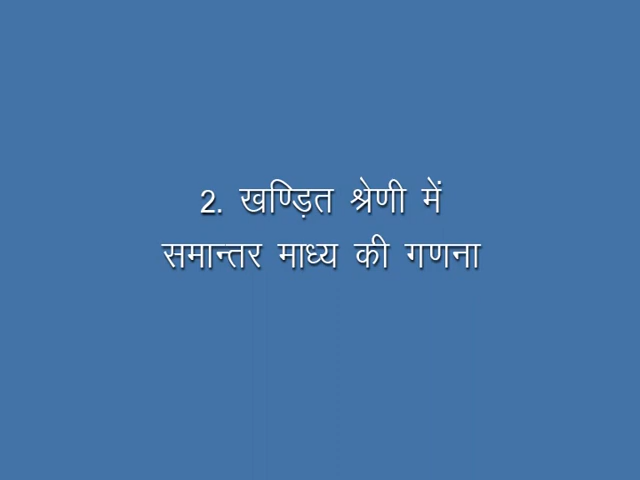 2. खण्ड़ित श्रेणी में
समान्तर माध्य की गणना